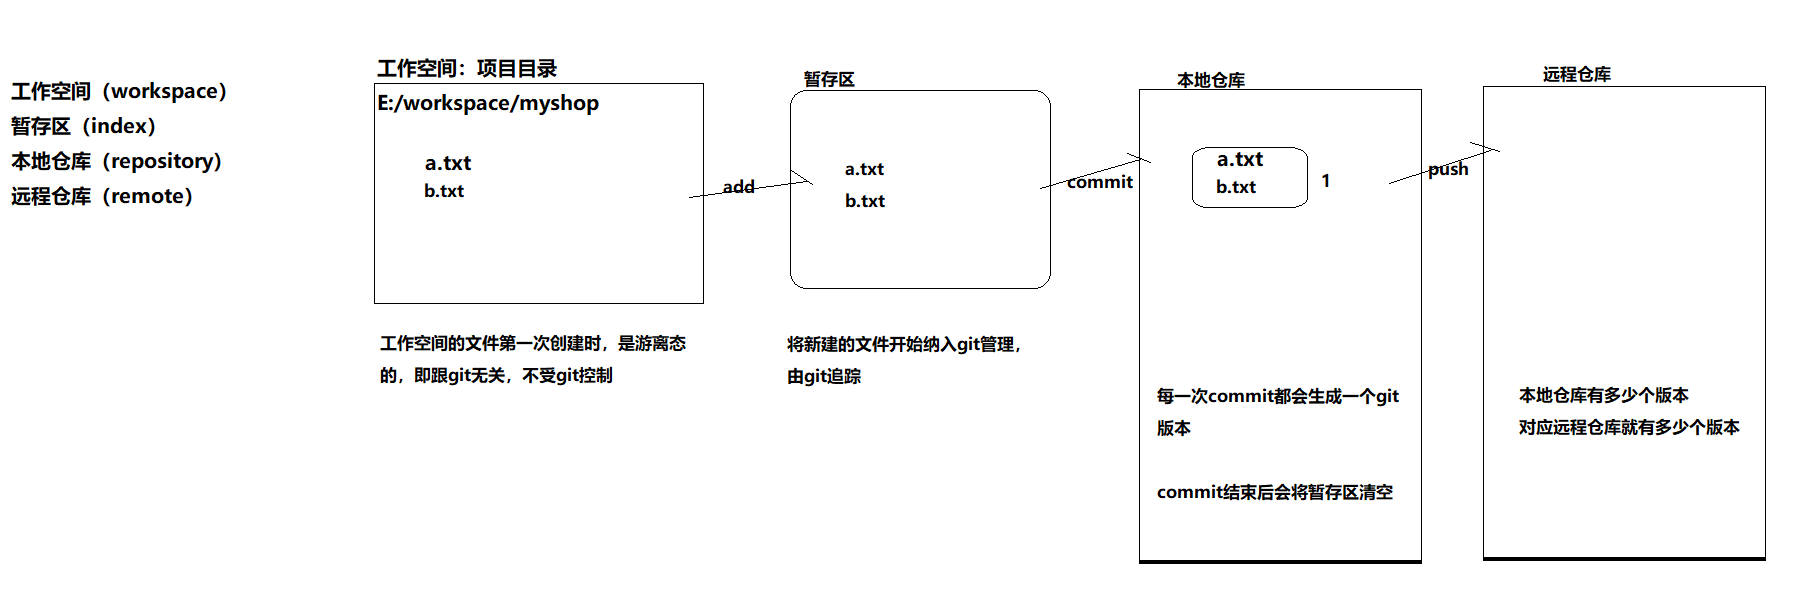 工作空间（workspace）
暂存区（index）
本地仓库（repository）
远程仓库（remote）
工作空间：项目目录
E:/workspace/myshop
a.txt
b.txt
工作空间的文件第一次创建时，是游离态
的，即跟git无关，不受git控制
add
暂存区
a.txt
b.txt
将新建的文件开始纳入git管理，
由git追踪
commit
本地仓库
a.txt
b.txt
1
每一次commit都会生成一个git
版本
commit结束后会将暂存区清空
push
远程仓库
本地仓库有多少个版本
对应远程仓库就有多少个版本